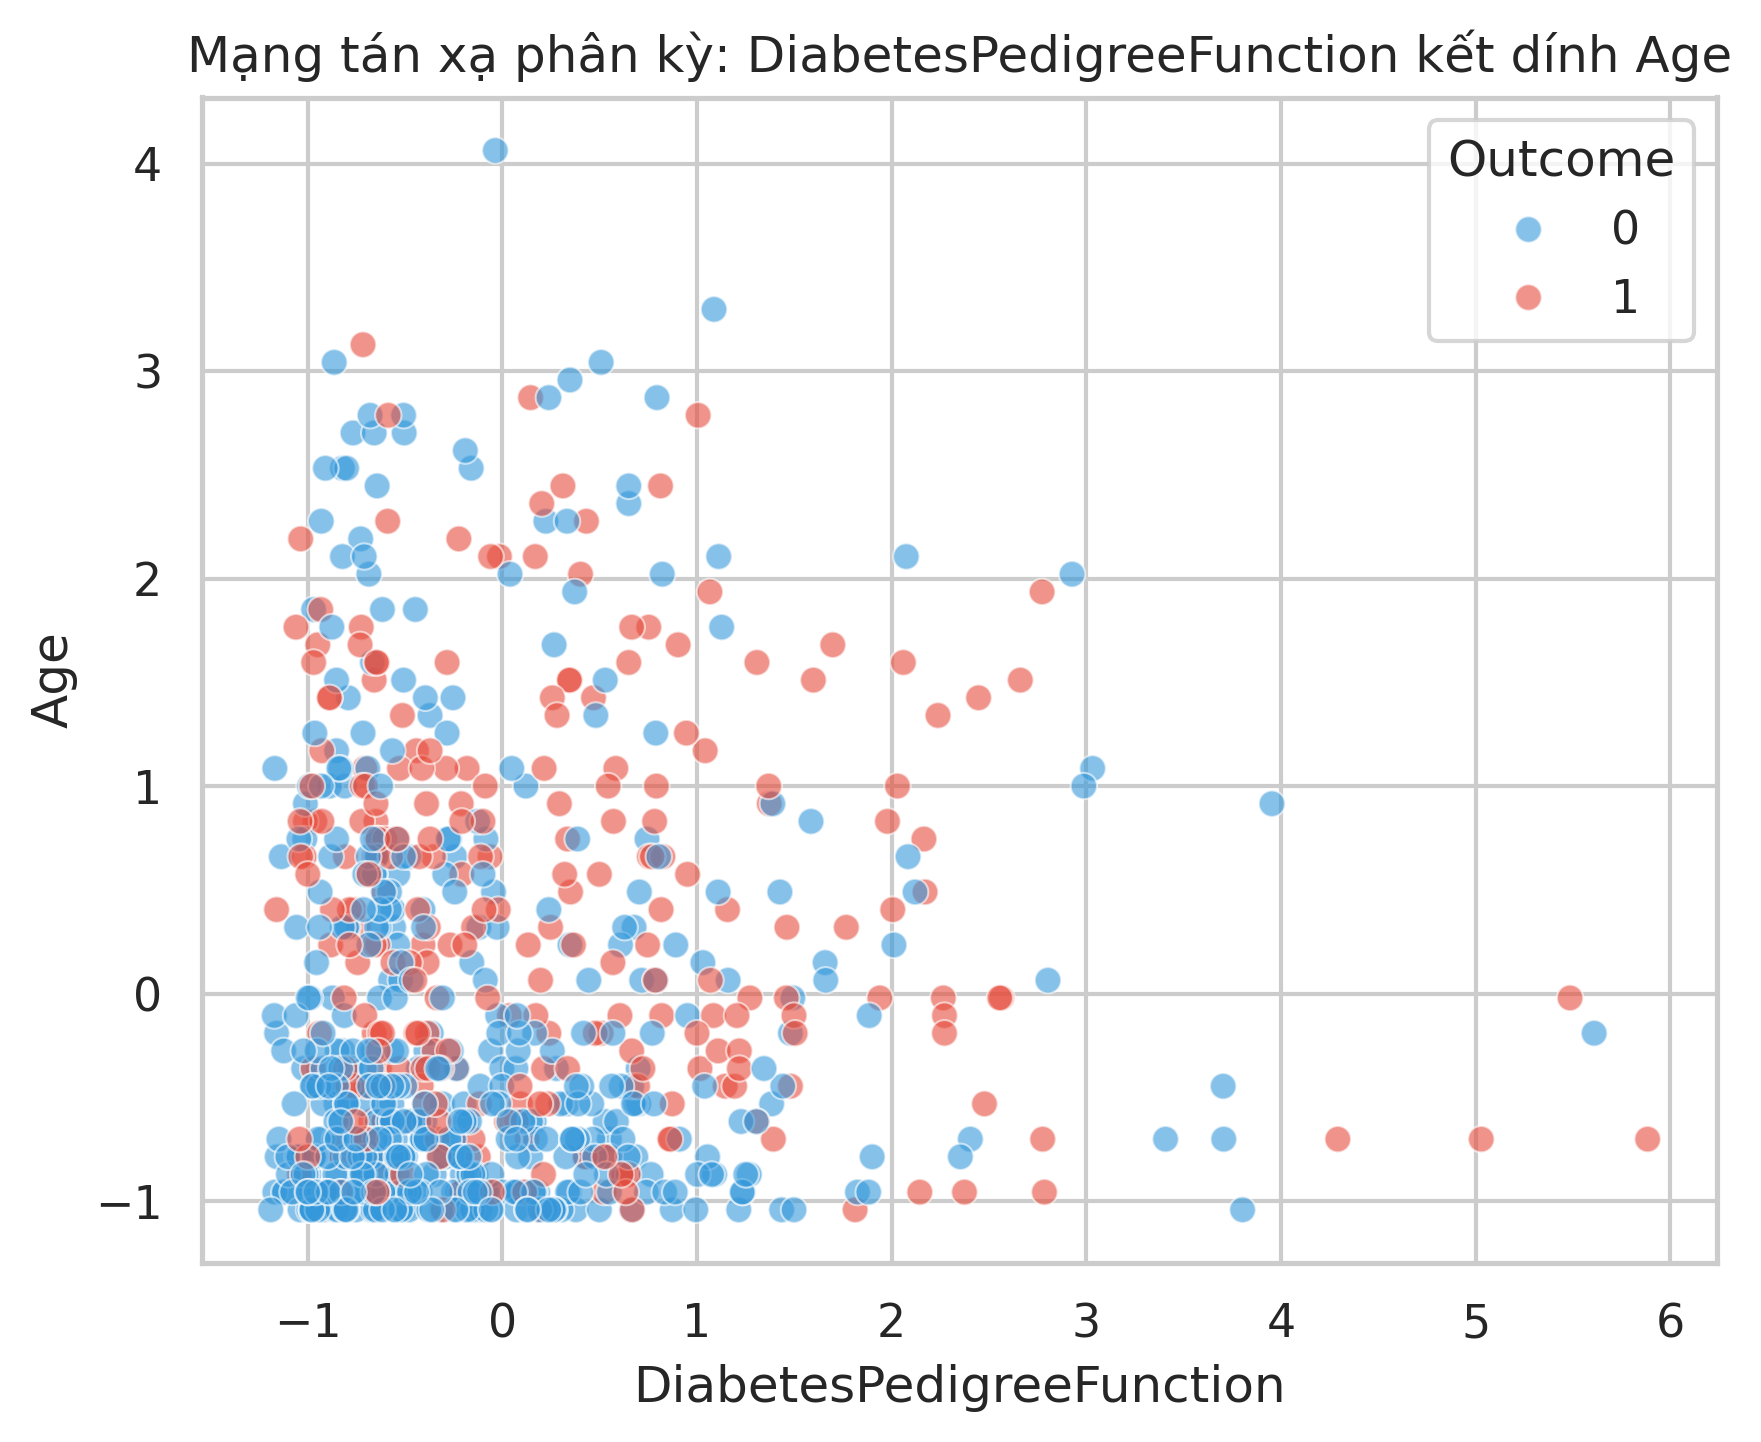 Mạng tán xạ phân kỳ: DiabetesPedigreeFunction kết dính Age
Outcome
0
1
4
3
2
1
0
−1
Age
−1 0 1 2 3 4 5 6
DiabetesPedigreeFunction